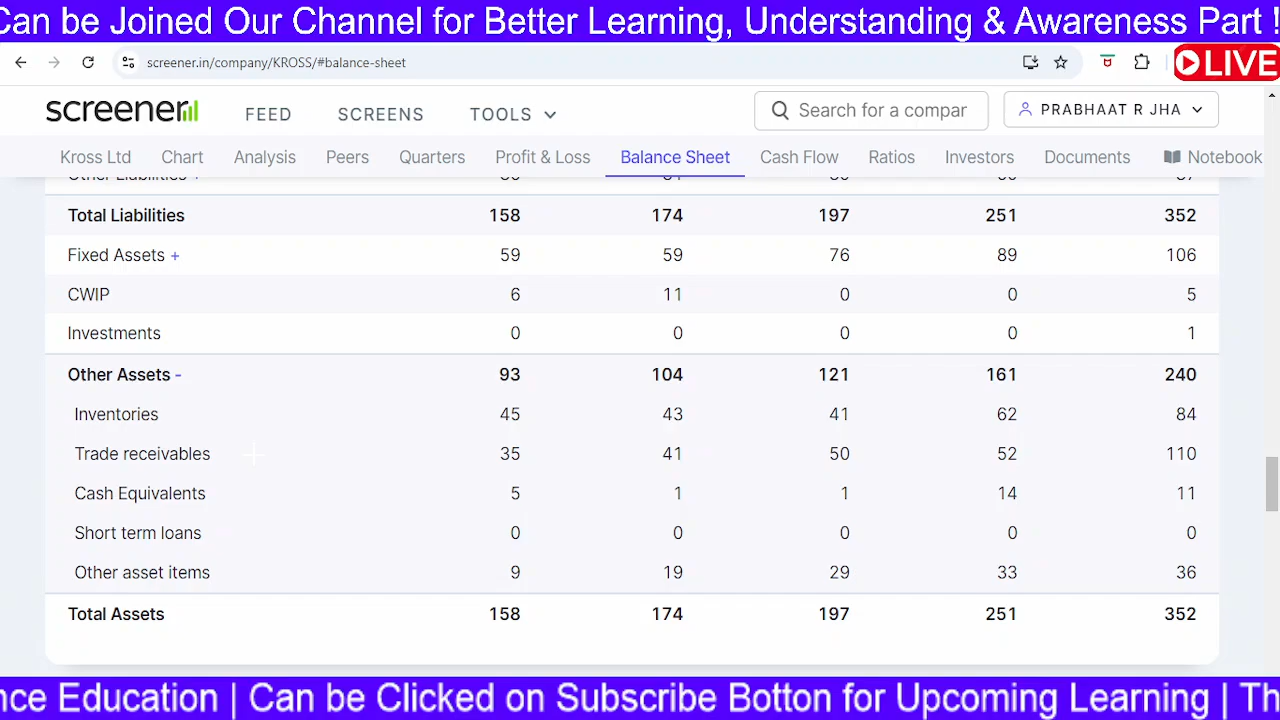 Can be Joined Our Channel for Better Learning, Understanding & Awareness Part !
screener.in/company/KROSS/#balance-sheet
LIVE
screener
FEED SCREENS TOOLS
Search for a compar
PRABHAAT R JHA
Kross Ltd Chart Analysis Peers Quarters Profit & Loss Balance Sheet Cash Flow Ratios Investors Documents Notebook
Other Liabilities +
Total Liabilities 158 174 197 251 352
Fixed Assets + 59 59 76 89 106
CWIP 6 11 0 0 5
Investments 0 0 0 0 1
Other Assets - 93 104 121 161 240
Inventories 45 43 41 62 84
Trade receivables 35 41 50 52 110
Cash Equivalents 5 1 1 14 11
Short term loans 0 0 0 0 0
Other asset items 9 19 29 33 36
Total Assets 158 174 197 251 352
nce Education | Can be Clicked on Subscribe Botton for Upcoming Learning | Th